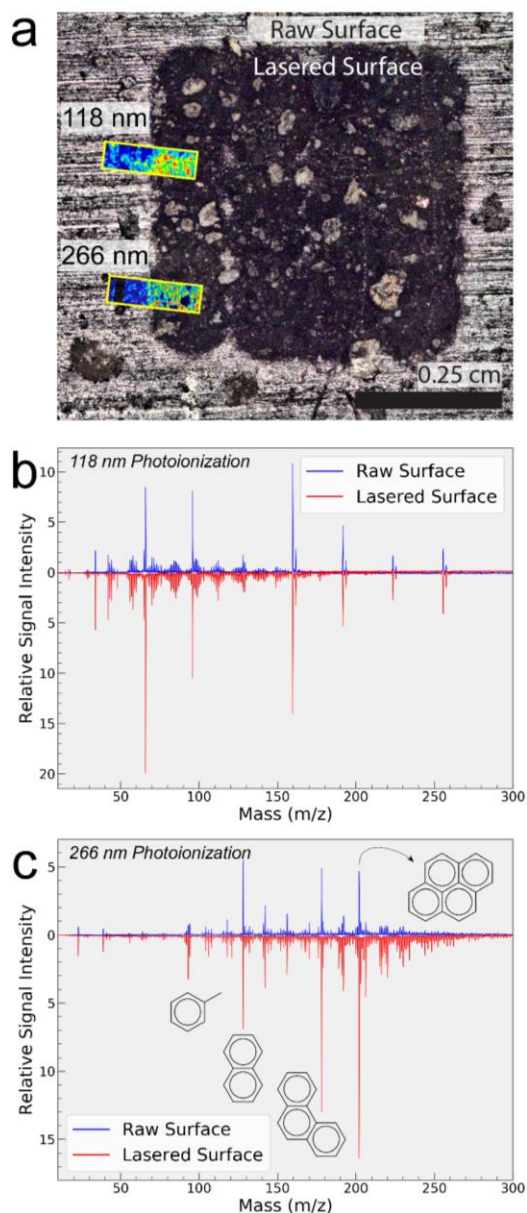 a
Raw Surface
Lasered Surface
118 nm
266 nm
0.25 cm
b
118 nm Photoionization
Raw Surface
Lasered Surface
Relative Signal Intensity
10
5
0
5
10
15
20
50 100 150 200 250 300
Mass (m/z)
c
266 nm Photoionization
Relative Signal Intensity
5
0
5
10
15
Raw Surface
Lasered Surface
50 100 150 200 250 300
Mass (m/z)